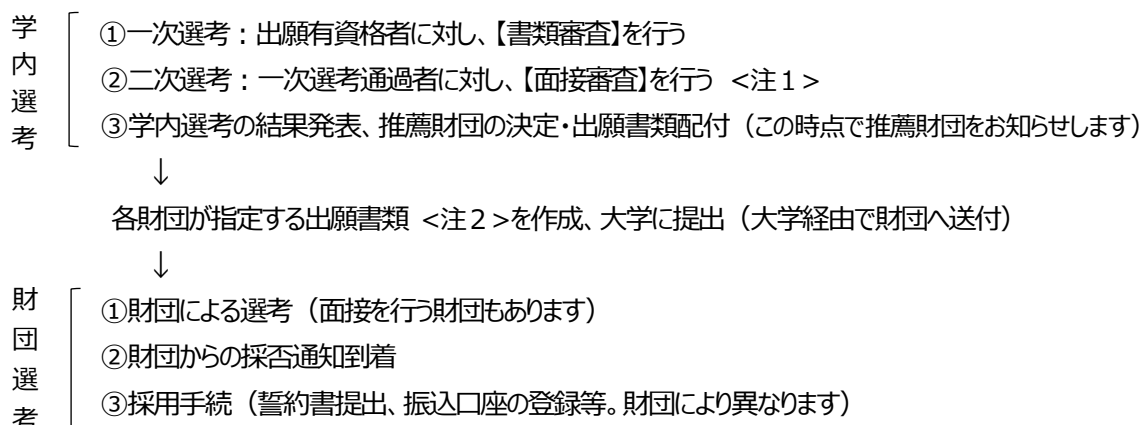 学内選考
①一次選考：出願有資格者に対し、【書類審査】を行う
②二次選考：一次選考通過者に対し、【面接審査】を行う <注１>
③学内選考の結果発表、推薦財団の決定・出願書類配付（この時点で推薦財団をお知らせします）
↓
各財団が指定する出願書類 <注２>を作成、大学に提出（大学経由で財団へ送付）
↓
財団選考
①財団による選考（面接を行う財団もあります）
②財団からの採否通知到着
③採用手続（誓約書提出、振込口座の登録等。財団により異なります）